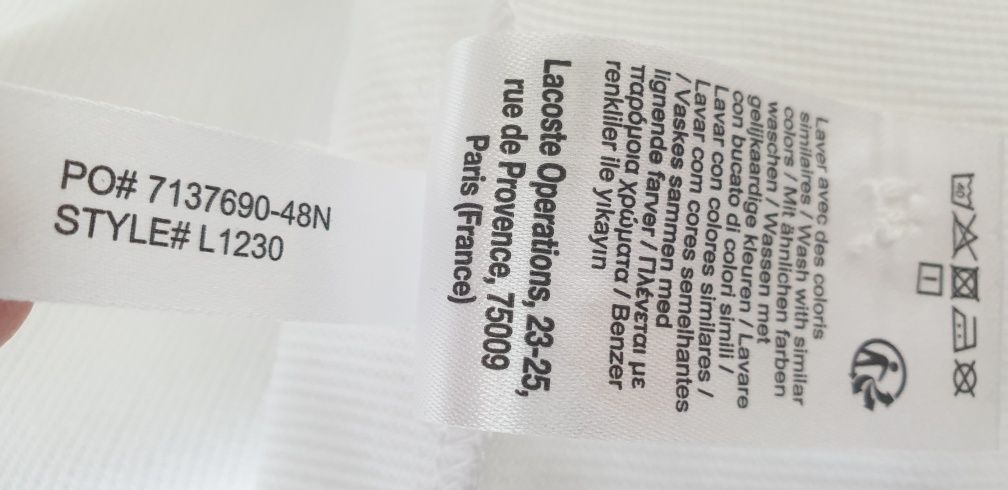 PO# 7137690-48N
STYLE# L1230
40
Laver avec des coloris
similaires / Wash with similar
colors / Mit ähnlichen farben
waschen / Wassen met
gelijkaardige kleuren / Lavare
con bucato di colori simili /
Lavar con colores similares /
Lavar com cores semelhantes
/ Vaskes sammen med
lignende farver / Πλένεται με
παρόμοια χρώματα / Benzer
renkliler ile yıkayın
Lacoste Operations, 23-25,
rue de Provence, 75009
Paris (France)